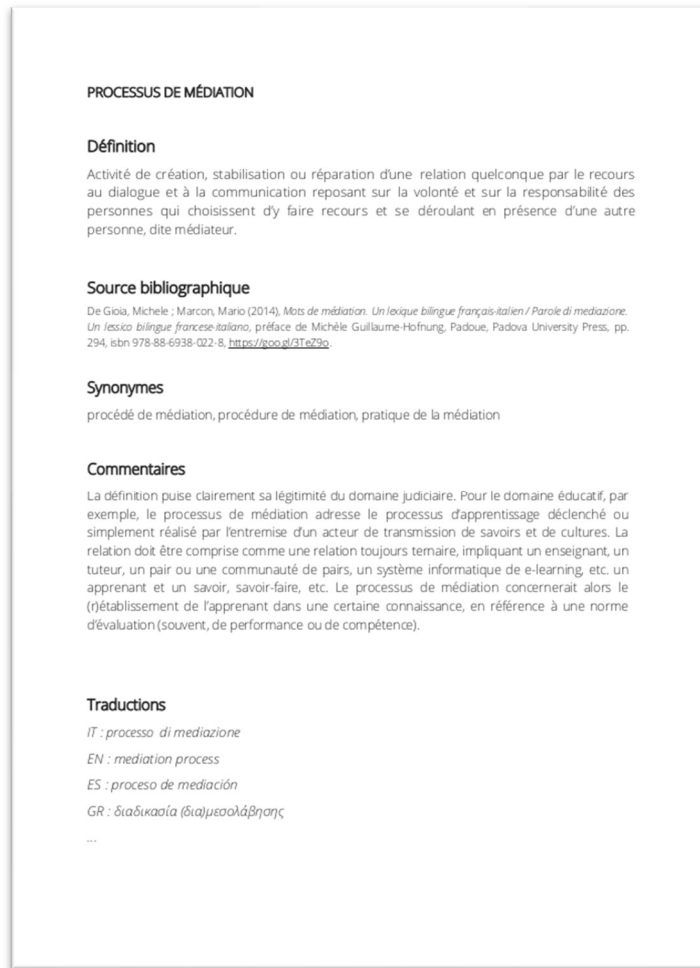 PROCESSUS DE MÉDIATION
Définition
Activité de création, stabilisation ou réparation d'une relation quelconque par le recours
au dialogue et à la communication reposant sur la volonté et sur la responsabilité des
personnes qui choisissent d'y faire recours et se déroulant en présence d'une autre
personne, dite médiateur.
Source bibliographique
De Gioia, Michele ; Marcon, Mario (2014), Mots de médiation. Un lexique bilingue français-italien / Parole di mediazione.
Un lessico bilingue francese-italiano, préface de Michèle Guillaume-Hofnung, Padoue, Padova University Press, pp.
294, isbn 978-88-6938-022-8, https://goo.gl/3TeZ9o.
Synonymes
procédé de médiation, procédure de médiation, pratique de la médiation
Commentaires
La définition puise clairement sa légitimité du domaine judiciaire. Pour le domaine éducatif, par
exemple, le processus de médiation adresse le processus d'apprentissage déclenché ou
simplement réalisé par l'entremise d'un acteur de transmission de savoirs et de cultures. La
relation doit être comprise comme une relation toujours ternaire, impliquant un enseignant, un
tuteur, un pair ou une communauté de pairs, un système informatique de e-learning, etc. un
apprenant et un savoir, savoir-faire, etc. Le processus de médiation concernerait alors le
(r)établissement de l'apprenant dans une certaine connaissance, en référence à une norme
d'évaluation (souvent, de performance ou de compétence).
Traductions
IT : processo di mediazione
EN : mediation process
ES : proceso de mediación
GR : διαδικασία (δια)μεσολάβησης
...